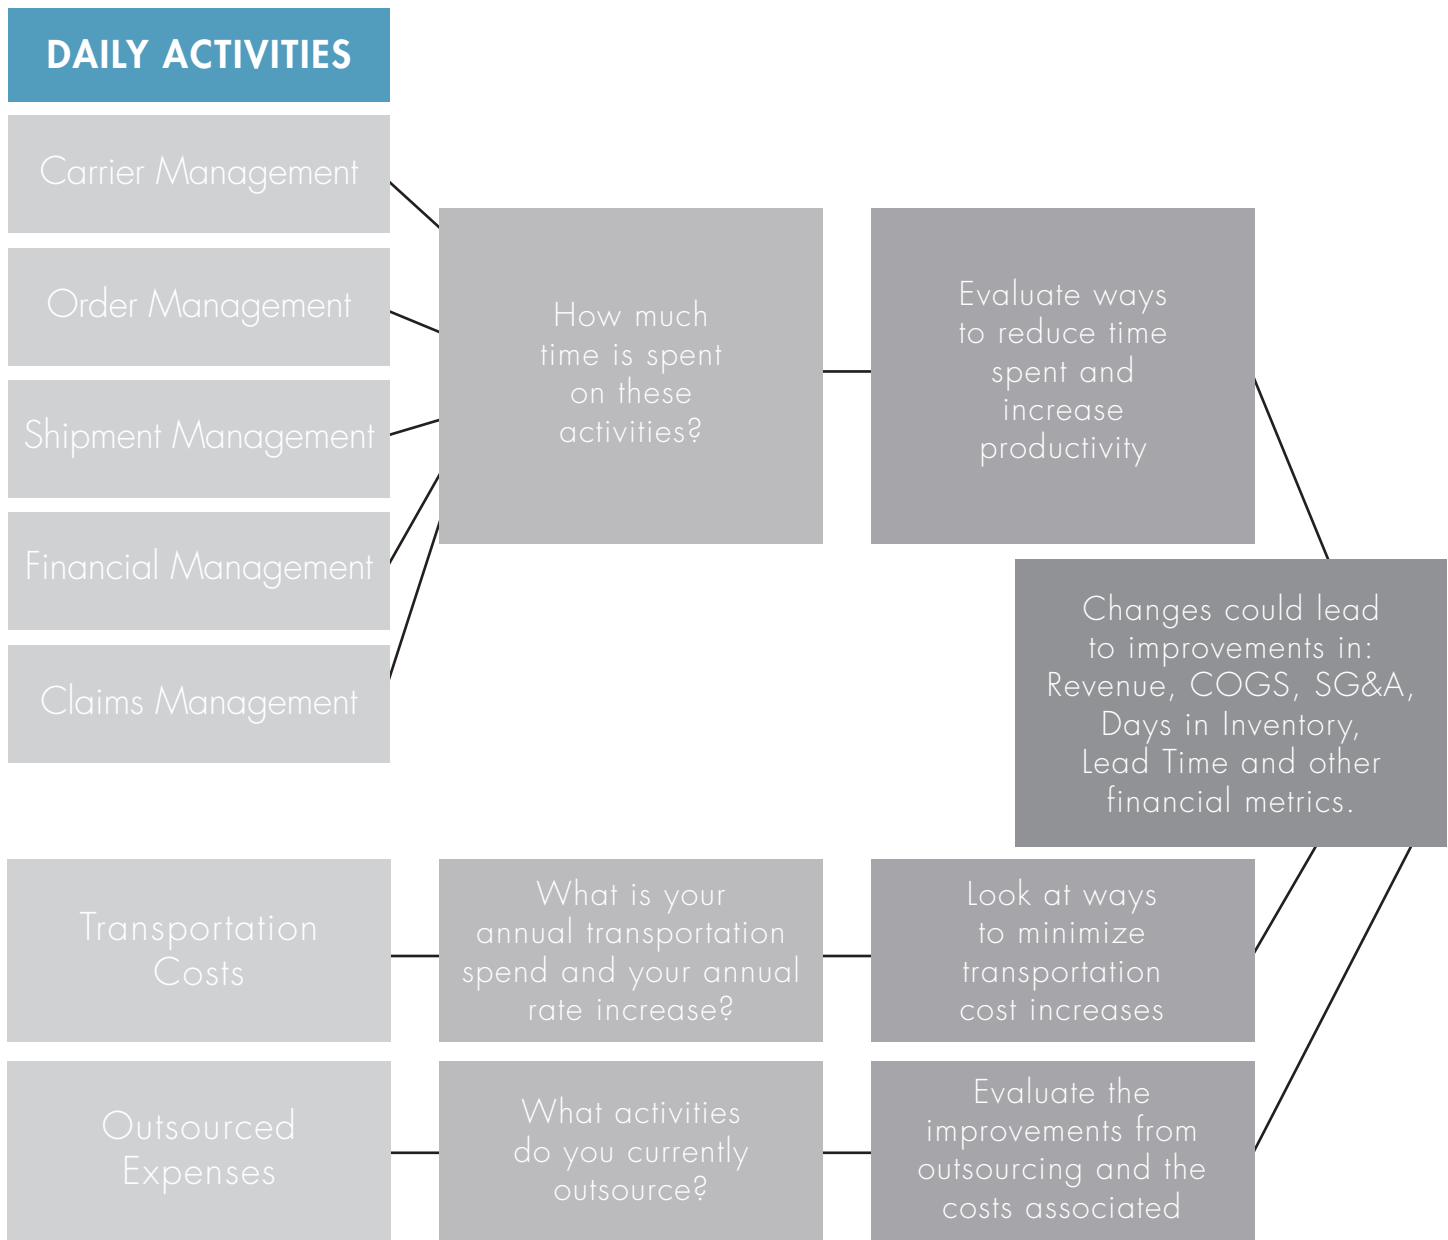 DAILY ACTIVITIES
Carrier Management
Order Management
Shipment Management
Financial Management
Claims Management
How much
time is spent
on these
activities?
Evaluate ways
to reduce time
spent and
increase
productivity
Changes could lead
to improvements in:
Revenue, COGS, SG&A,
Days in Inventory,
Lead Time and other
financial metrics.
Transportation
Costs
What is your
annual transportation
spend and your annual
rate increase?
Look at ways
to minimize
transportation
cost increases
Outsourced
Expenses
What activities
do you currently
outsource?
Evaluate the
improvements from
outsourcing and the
costs associated